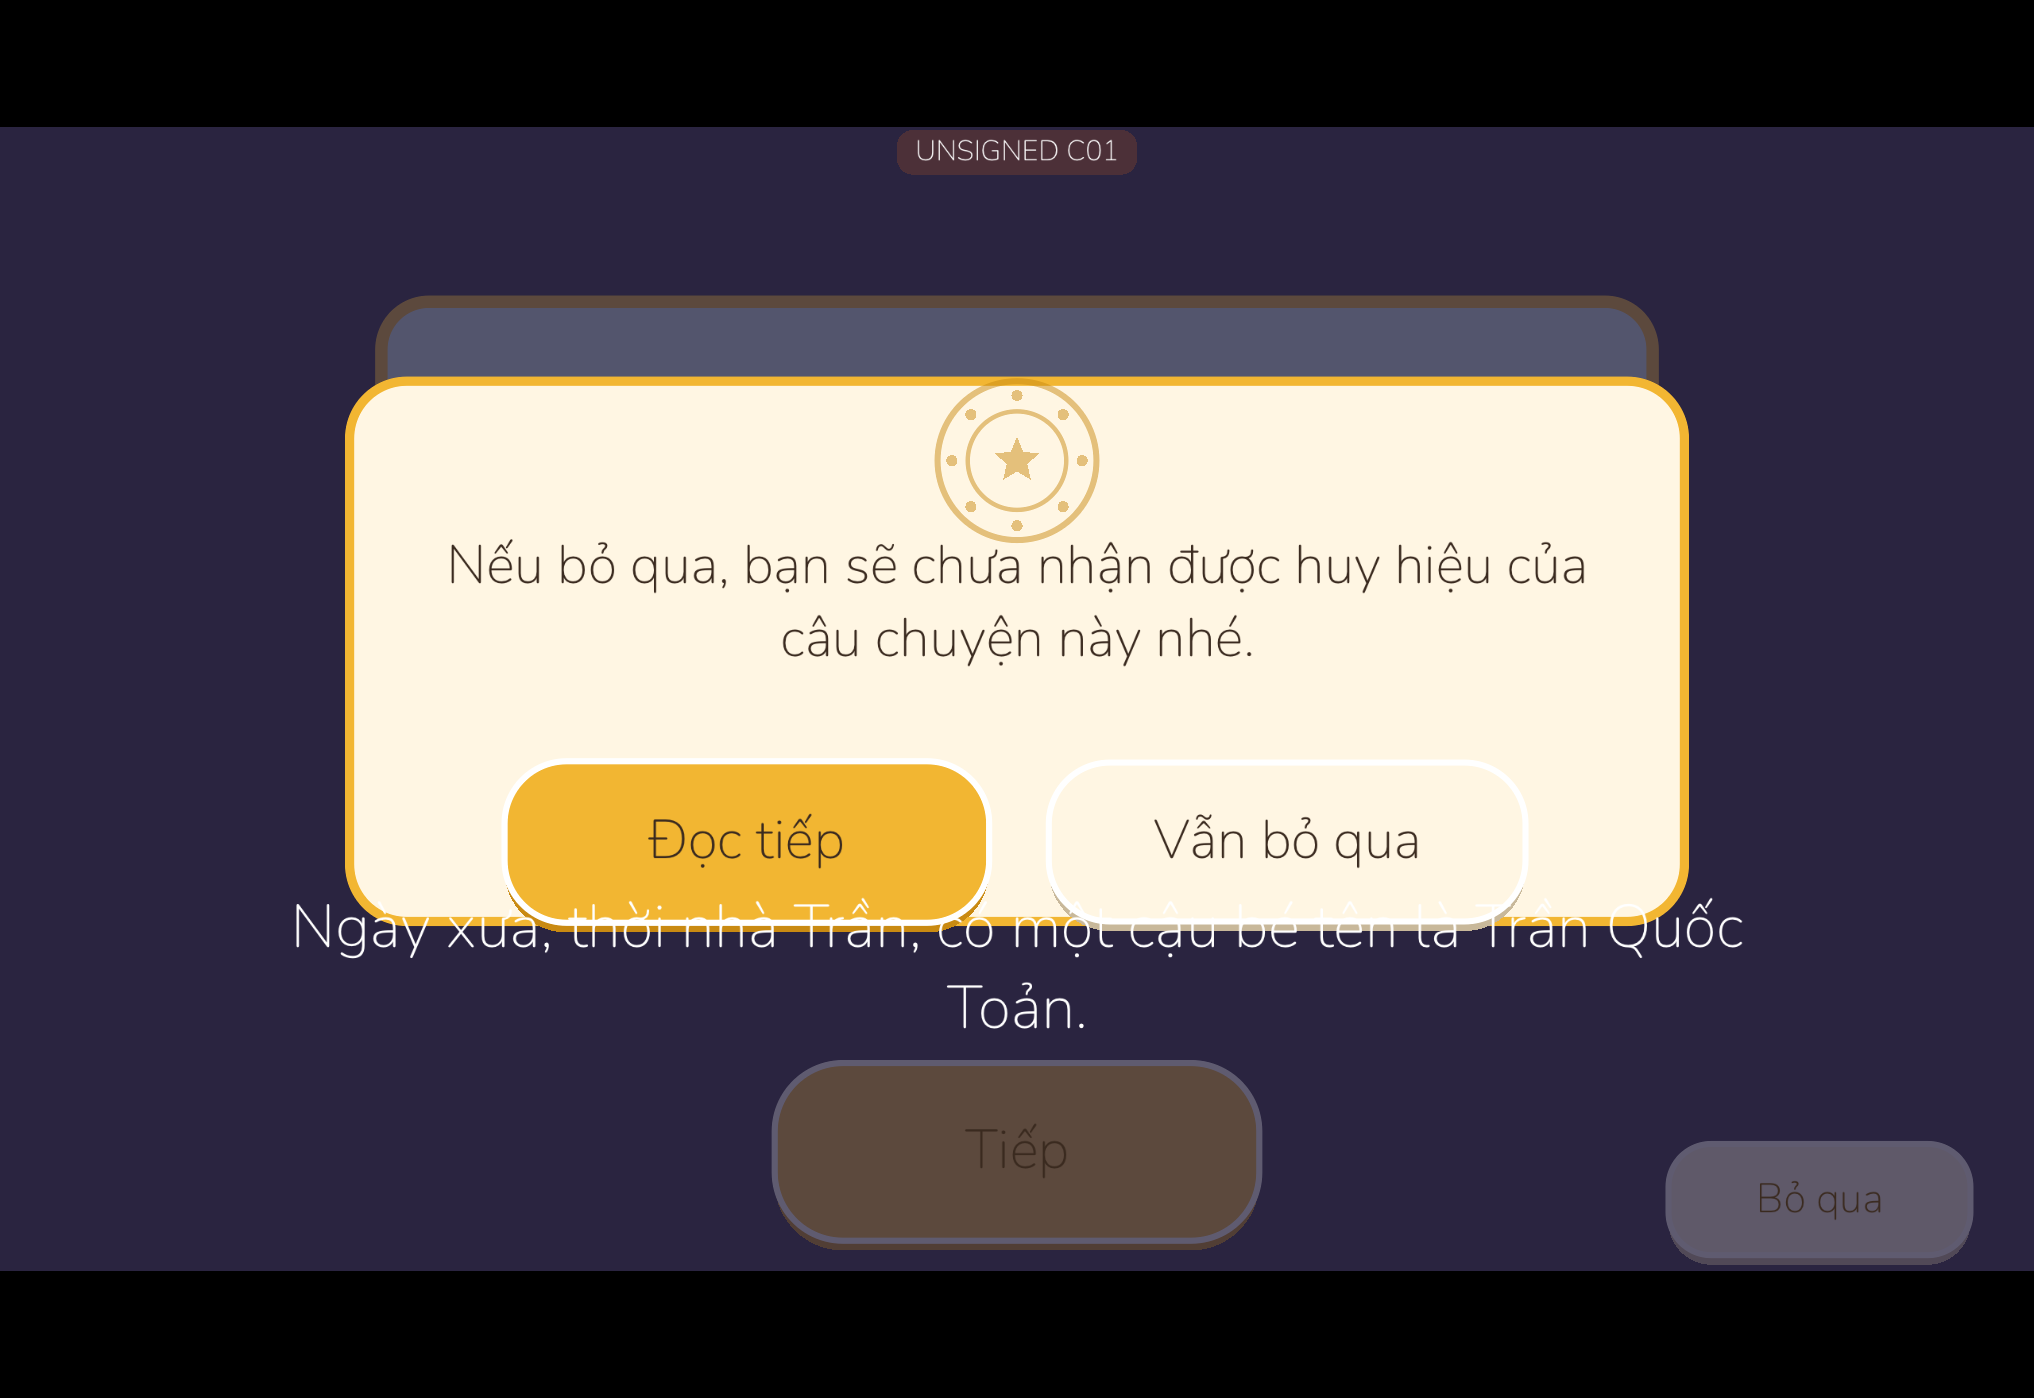 UNSIGNED C01
Nếu bỏ qua, bạn sẽ chưa nhận được huy hiệu của
câu chuyện này nhé.
Đọc tiếp
Vẫn bỏ qua
Ngày xưa, thời nhà Trần, có một cậu bé tên là Trần Quốc
Toản.
Tiếp
Bỏ qua